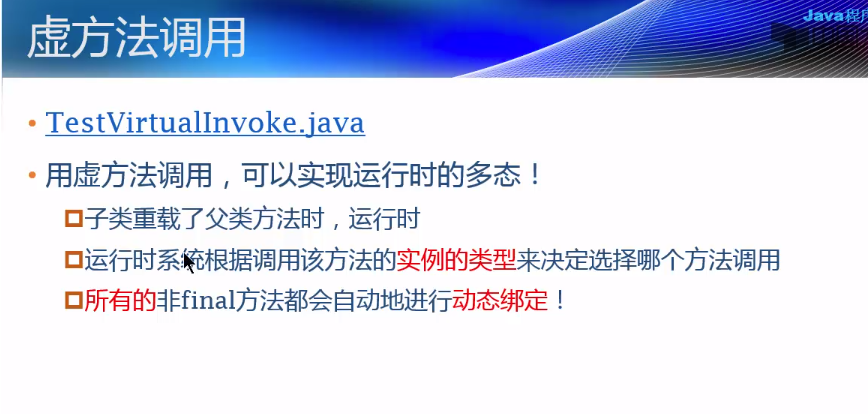 Java程
虚方法调用
TestVirtualInvoke.java
用虚方法调用，可以实现运行时的多态！
子类重载了父类方法时，运行时
运行时系统根据调用该方法的实例的类型来决定选择哪个方法调用
所有的非final方法都会自动地进行动态绑定！